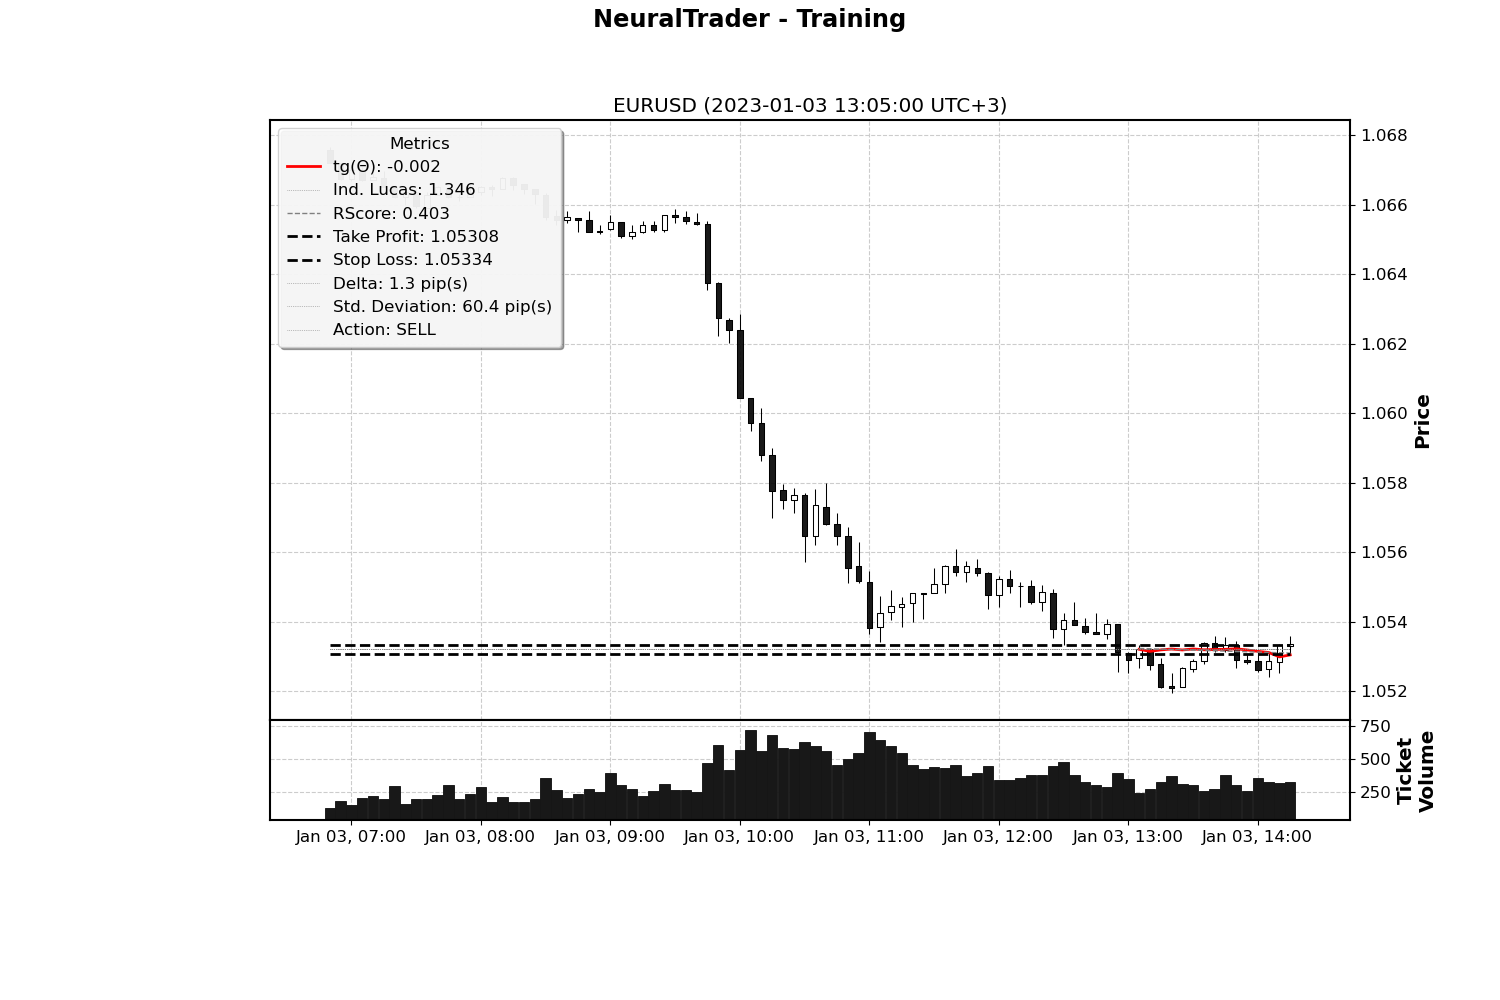 NeuralTrader - Training
EURUSD (2023-01-03 13:05:00 UTC+3)
Metrics
tg(Θ): -0.002
Ind. Lucas: 1.346
RScore: 0.403
Take Profit: 1.05308
Stop Loss: 1.05334
Delta: 1.3 pip(s)
Std. Deviation: 60.4 pip(s)
Action: SELL
1.068
1.066
1.064
1.062
1.060
1.058
1.056
1.054
1.052
Price
750
500
250
Ticket
Volume
Jan 03, 07:00 Jan 03, 08:00 Jan 03, 09:00 Jan 03, 10:00 Jan 03, 11:00 Jan 03, 12:00 Jan 03, 13:00 Jan 03, 14:00